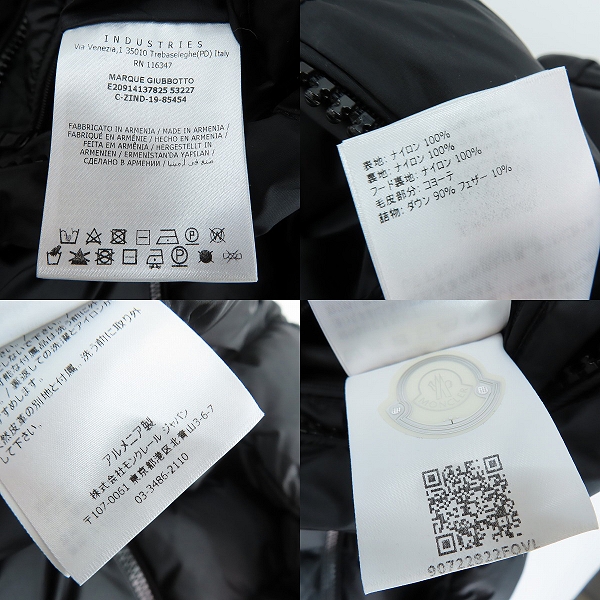 INDUSTRIES
Via Venezia,1 35010 Trebaseleghe(PD) Italy
RN 116347
MARQUE GIUBBOTTO
E20914137825 53227
C-ZIND-19-85454
FABBRICATO IN ARMENIA / MADE IN ARMENIA /
FABRIQUÉ EN ARMÉNIE / HECHO EN ARMENIA /
FEITA EM ARMÊNIA / HERGESTELLT IN
ARMENIEN / ERMENISTAN'DA YAPILAN /
СДЕЛАНО В АРМЕНИИ / صنع في أرمينيا
表地: ナイロン 100%
裏地: ナイロン 100%
フード裏地: ナイロン 100%
毛皮部分: コヨーテ
詰物: ダウン 90% フェザー 10%
アルメニア製
株式会社モンクレール ジャパン
〒107-0061 東京都港区北青山3-6-7
03-3486-2110
90722922FOVI